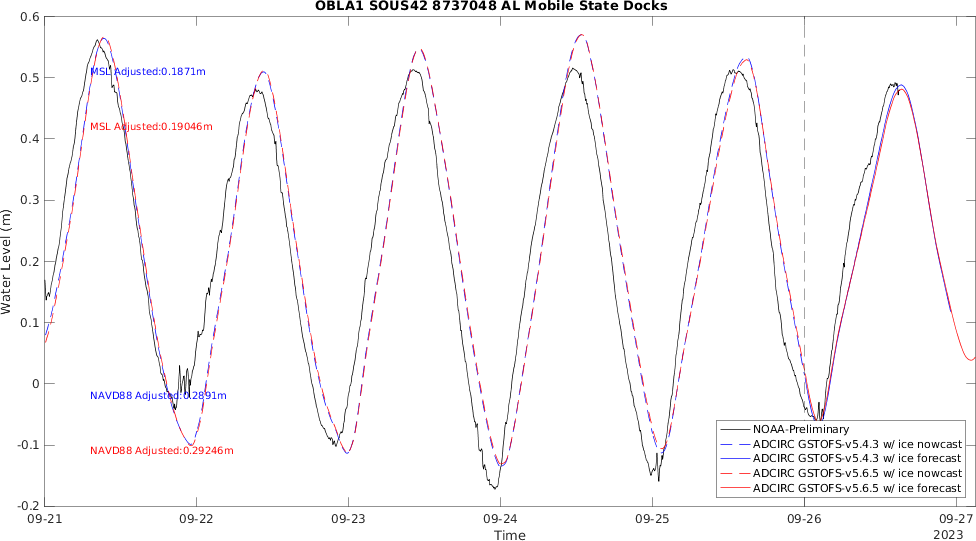 OBLA1 SOUS42 8737048 AL Mobile State Docks
0.6
0.5
0.4
0.3
0.2
0.1
0
-0.1
-0.2
Water Level (m)
MSL Adjusted:0.1871m
MSL Adjusted:0.19046m
NAVD88 Adjusted:0.2891m
NAVD88 Adjusted:0.29246m
NOAA-Preliminary
ADCIRC GSTOFS-v5.4.3 w/ ice nowcast
ADCIRC GSTOFS-v5.4.3 w/ ice forecast
ADCIRC GSTOFS-v5.6.5 w/ ice nowcast
ADCIRC GSTOFS-v5.6.5 w/ ice forecast
09-21 09-22 09-23 09-24 09-25 09-26 09-27
Time
2023